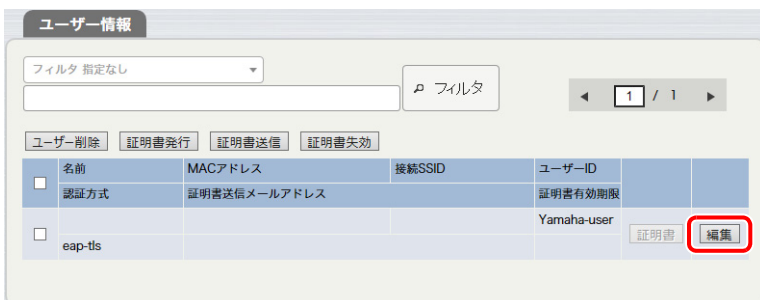 ユーザー情報
フィルタ 指定なし
フィルタ
1 / 1
ユーザー削除 証明書発行 証明書送信 証明書失効
名前 MACアドレス 接続SSID ユーザーID
認証方式 証明書送信メールアドレス 証明書有効期限
Yamaha-user
証明書 編集
eap-tls